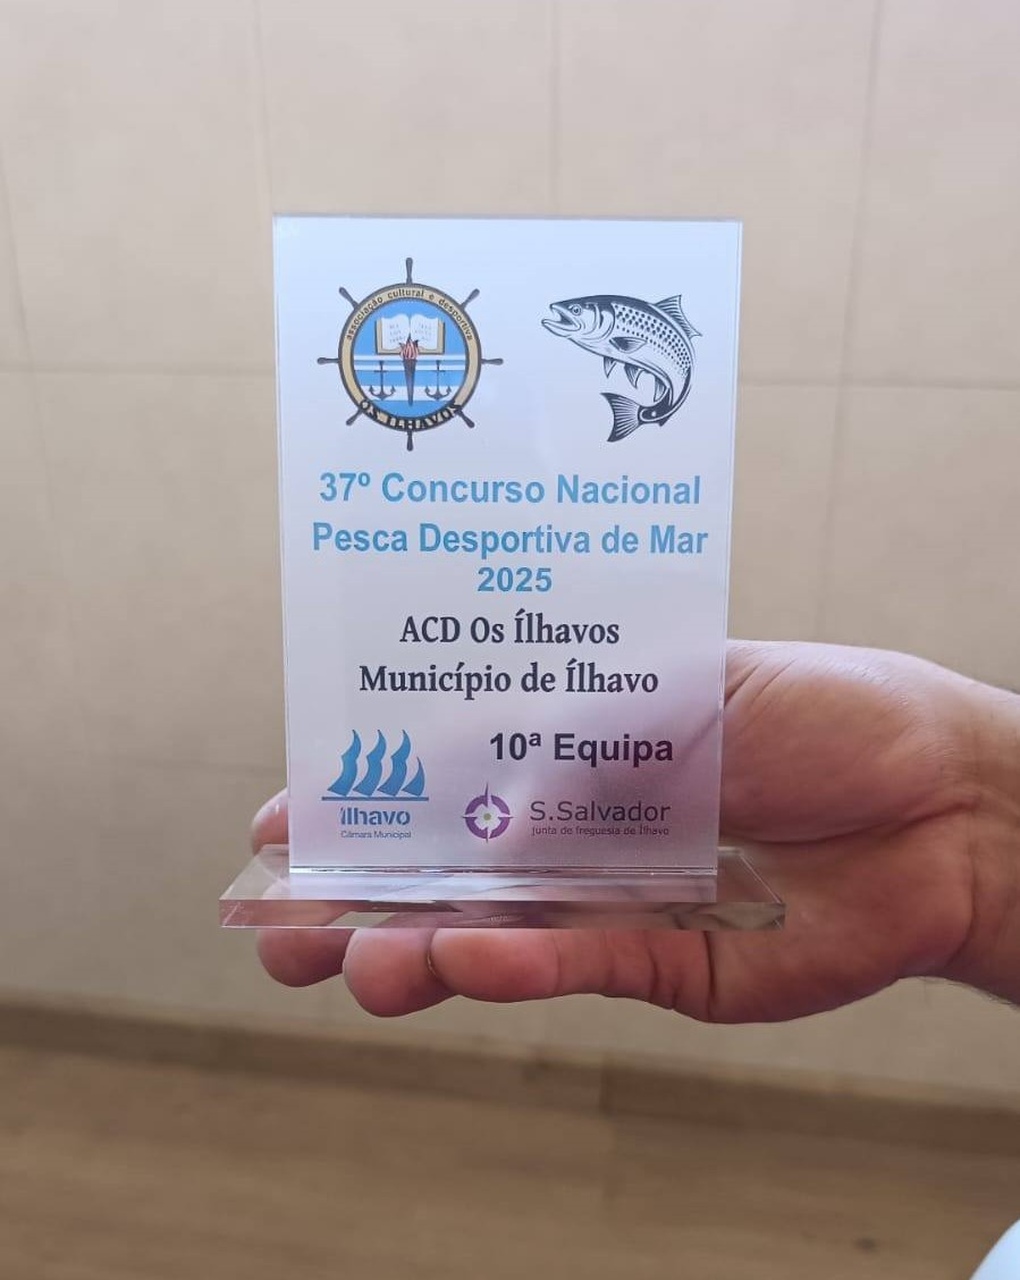 associação cultural e desportiva
OS ILHAVOS
37º Concurso Nacional
Pesca Desportiva de Mar
2025
ACD Os Ílhavos
Município de Ílhavo
10ª Equipa
ílhavo
Câmara Municipal
S.Salvador
junta de freguesia de Ílhavo